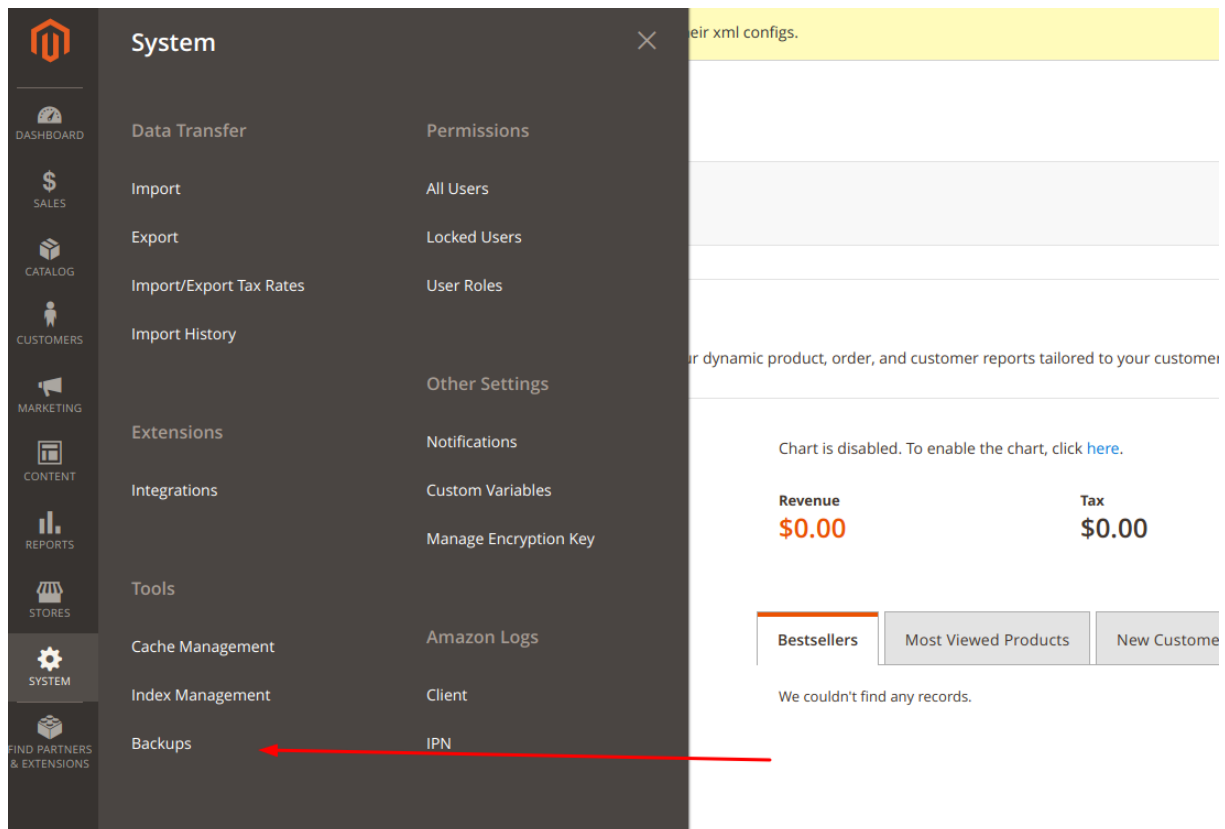 DASHBOARD
SALES
CATALOG
CUSTOMERS
MARKETING
CONTENT
REPORTS
STORES
SYSTEM
FIND PARTNERS
& EXTENSIONS
System
Data Transfer
Import
Export
Import/Export Tax Rates
Import History
Extensions
Integrations
Tools
Cache Management
Index Management
Backups
Permissions
All Users
Locked Users
User Roles
Other Settings
Notifications
Custom Variables
Manage Encryption Key
Amazon Logs
Client
IPN
xml configs.
dynamic product, order, and customer reports tailored to your
Chart is disabled. To enable the chart, click here.
Revenue Tax
$0.00 $0.00
Bestsellers Most Viewed Products New
We couldn't find any records.